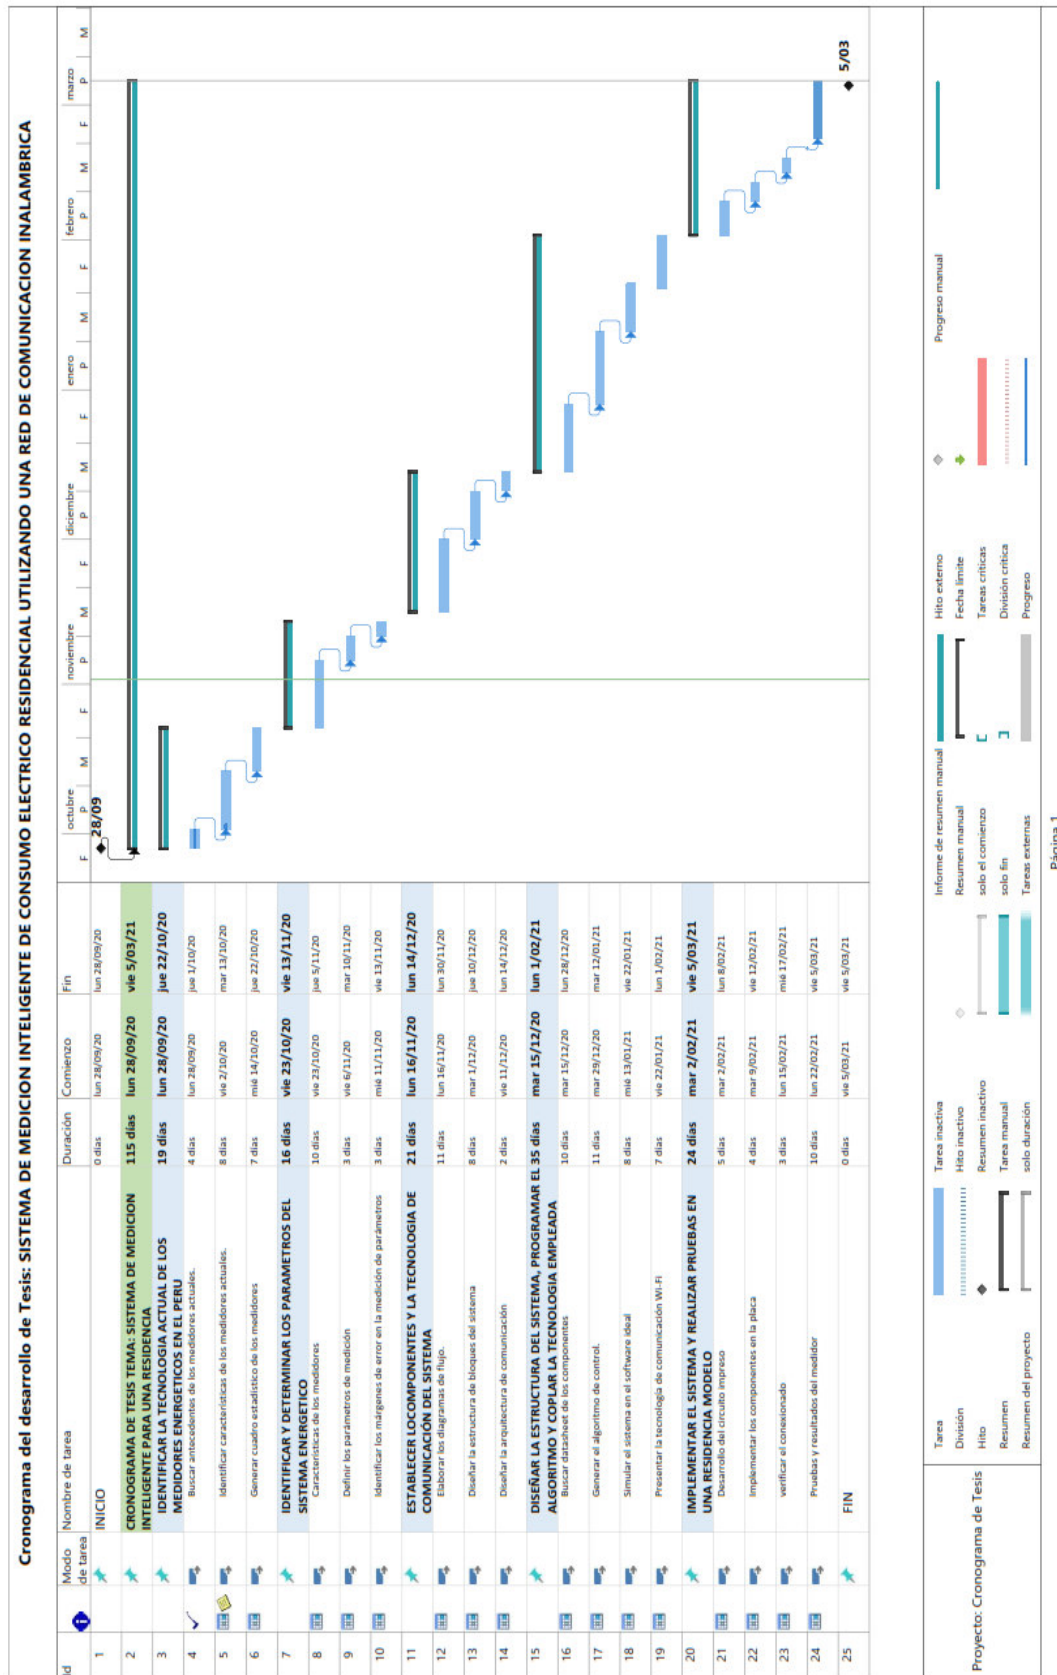 Cronograma del desarrollo de Tesis: SISTEMA DE MEDICION INTELIGENTE DE CONSUMO ELECTRICO RESIDENCIAL UTILIZANDO UNA RED DE COMUNICACION INALAMBRICA
Id Modo de tarea Nombre de tarea Duración Comienzo Fin
octubre noviembre diciembre enero febrero marzo
F P M F P M F P M F P M F P M F P M
1 INICIO 0 días lun 28/09/20 lun 28/09/20
28/09
2 CRONOGRAMA DE TESIS TEMA: SISTEMA DE MEDICION INTELIGENTE PARA UNA RESIDENCIA 115 días lun 28/09/20 vie 5/03/21
3 IDENTIFICAR LA TECNOLOGIA ACTUAL DE LOS MEDIDORES ENERGETICOS EN EL PERU 19 días lun 28/09/20 jue 22/10/20
4 Buscar antecedentes de los medidores actuales. 4 días lun 28/09/20 jue 1/10/20
5 Identificar características de los medidores actuales. 8 días vie 2/10/20 mar 13/10/20
6 Generar cuadro estadístico de los medidores 7 días mié 14/10/20 jue 22/10/20
7 IDENTIFICAR Y DETERMINAR LOS PARAMETROS DEL SISTEMA ENERGETICO 16 días vie 23/10/20 vie 13/11/20
8 Características de los medidores 10 días vie 23/10/20 jue 5/11/20
9 Definir los parámetros de medición 3 días vie 6/11/20 mar 10/11/20
10 Identificar los márgenes de error en la medición de parámetros 3 días mié 11/11/20 vie 13/11/20
11 ESTABLECER LOCOMPONENTES Y LA TECNOLOGIA DE COMUNICACIÓN DEL SISTEMA 21 días lun 16/11/20 lun 14/12/20
12 Elaborar los diagramas de flujo. 11 días lun 16/11/20 lun 30/11/20
13 Diseñar la estructura de bloques del sistema 8 días mar 1/12/20 jue 10/12/20
14 Diseñar la arquitectura de comunicación 2 días vie 11/12/20 lun 14/12/20
15 DISEÑAR LA ESTRUCTURA DEL SISTEMA, PROGRAMAR EL ALGORITMO Y COPLAR LA TECNOLOGIA EMPLEADA 35 días mar 15/12/20 lun 1/02/21
16 Buscar datasheet de los componentes 10 días mar 15/12/20 lun 28/12/20
17 Generar el algoritmo de control. 11 días mar 29/12/20 mar 12/01/21
18 Simular el sistema en el software ideal 8 días mié 13/01/21 vie 22/01/21
19 Presentar la tecnología de comunicación Wi-Fi 7 días vie 22/01/21 lun 1/02/21
20 IMPLEMENTAR EL SISTEMA Y REALIZAR PRUEBAS EN UNA RESIDENCIA MODELO 24 días mar 2/02/21 vie 5/03/21
21 Desarrollo del circuito impreso 5 días mar 2/02/21 lun 8/02/21
22 Implementar los componentes en la placa 4 días mar 9/02/21 vie 12/02/21
23 verificar el conexionado 3 días lun 15/02/21 mié 17/02/21
24 Pruebas y resultados del medidor 10 días lun 22/02/21 vie 5/03/21
25 FIN 0 días vie 5/03/21 vie 5/03/21
5/03
Proyecto: Cronograma de Tesis
Tarea Tarea inactiva Informe de resumen manual Hito externo Progreso manual
División Hito inactivo Resumen manual Fecha límite
Hito Resumen inactivo solo el comienzo Tareas críticas
Resumen Tarea manual solo fin División crítica
Resumen del proyecto solo duración Tareas externas Progreso
Página 1